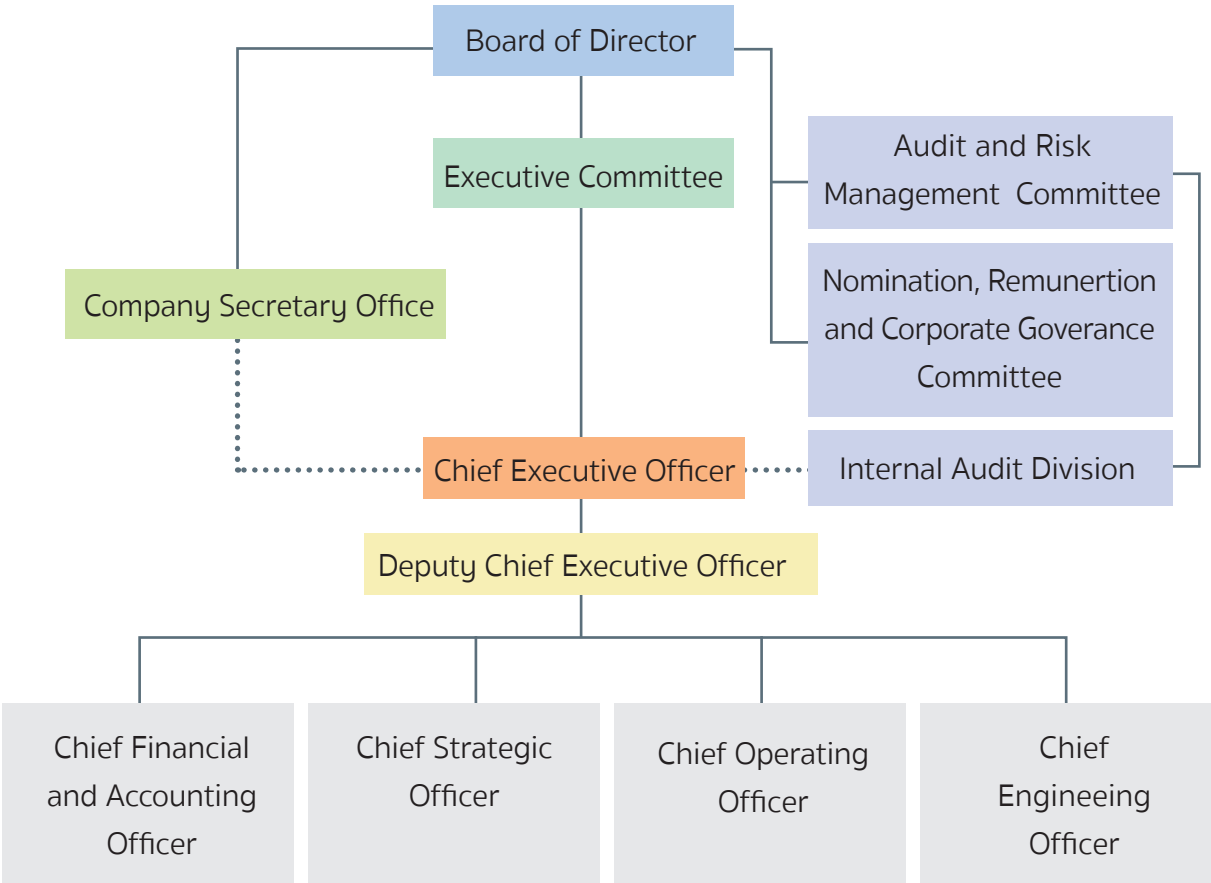 Board of Director
Executive Committee
Audit and Risk
Management Committee
Company Secretary Office
Nomination, Remunertion
and Corporate Goverance
Committee
Chief Executive Officer
Internal Audit Division
Deputy Chief Executive Officer
Chief Financial
and Accounting
Officer
Chief Strategic
Officer
Chief Operating
Officer
Chief
Engineeing
Officer